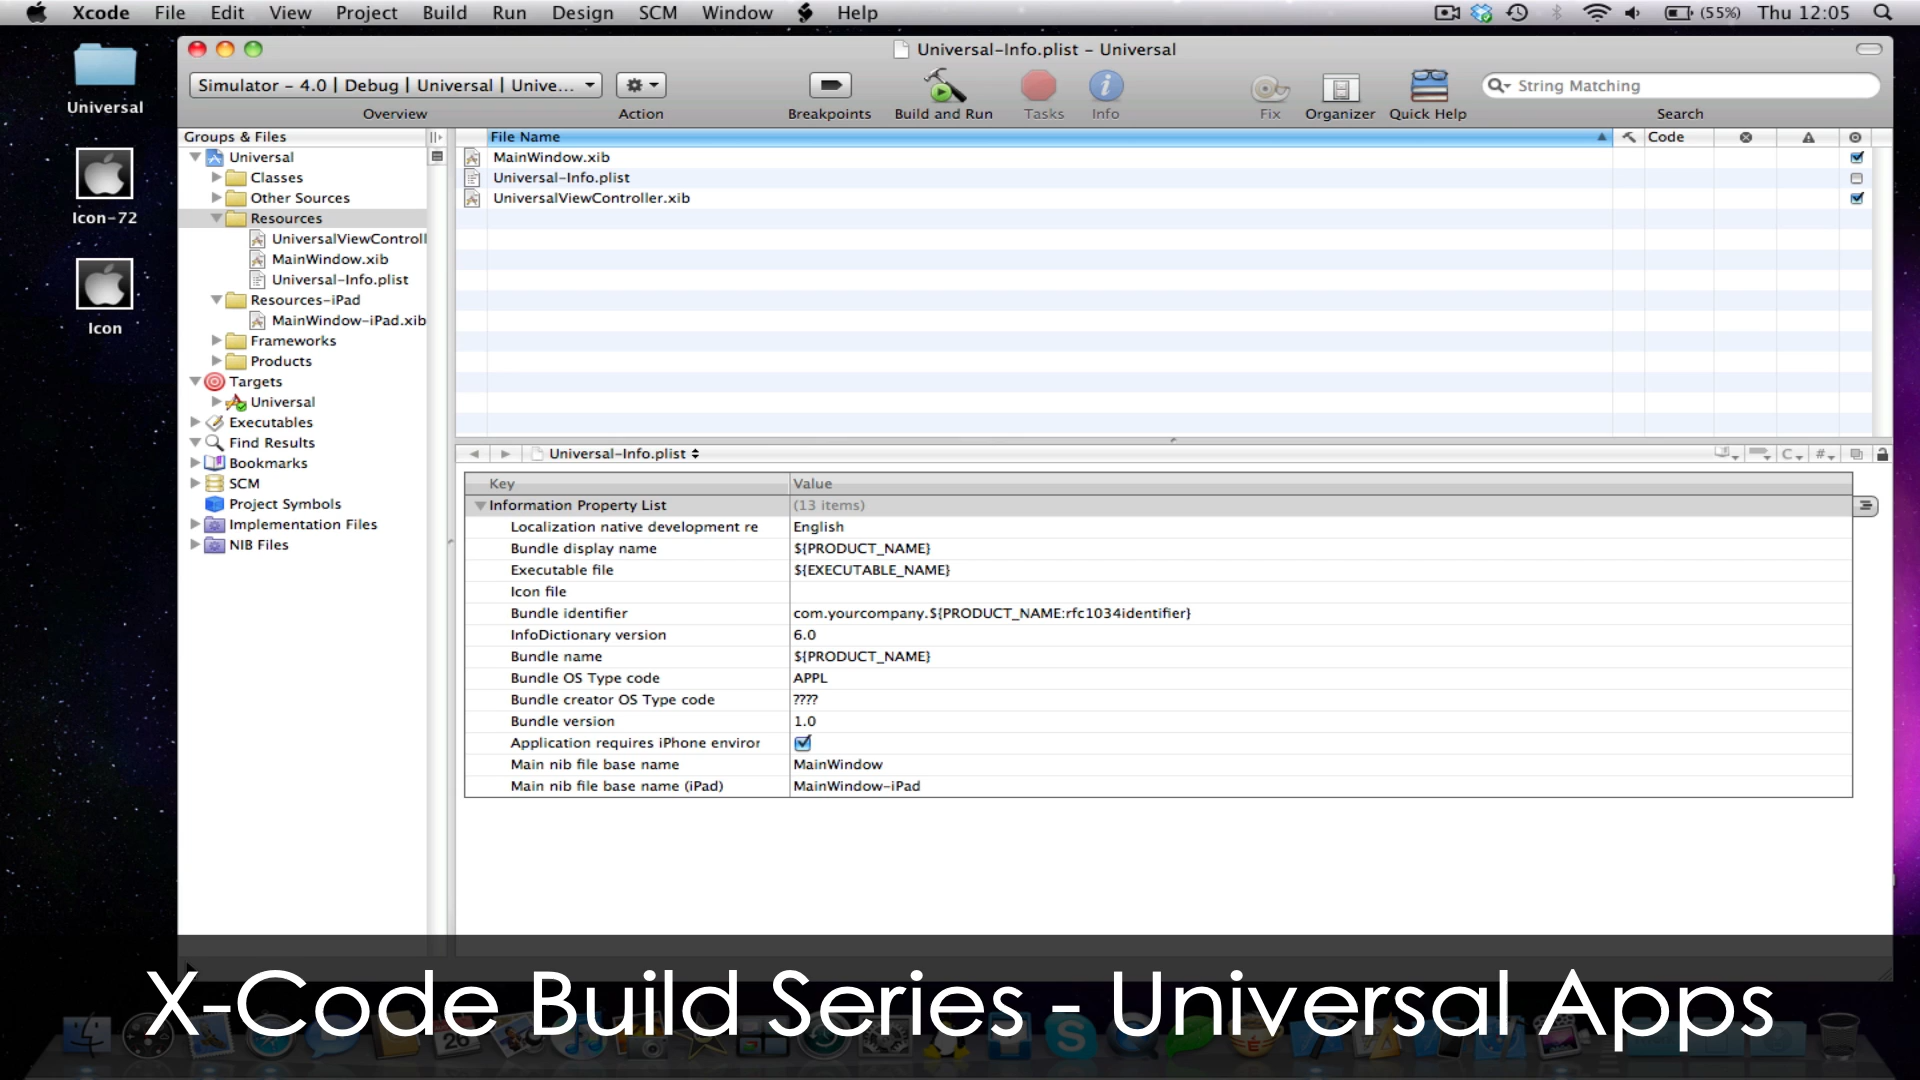 Xcode File Edit View Project Build Run Design SCM Window Help (55%) Thu 12:05
Universal
Icon-72
Icon
Universal-Info.plist - Universal
Simulator - 4.0 | Debug | Universal | Unive...
String Matching
Overview Action Breakpoints Build and Run Tasks Info Fix Organizer Quick Help Search
Groups & Files
Universal
Classes
Other Sources
Resources
UniversalViewControll
MainWindow.xib
Universal-Info.plist
Resources-iPad
MainWindow-iPad.xib
Frameworks
Products
Targets
Universal
Executables
Find Results
Bookmarks
SCM
Project Symbols
Implementation Files
NIB Files
File Name Code
MainWindow.xib
Universal-Info.plist
UniversalViewController.xib
Universal-Info.plist C #
Key Value
Information Property List (13 items)
Localization native development re English
Bundle display name ${PRODUCT_NAME}
Executable file ${EXECUTABLE_NAME}
Icon file
Bundle identifier com.yourcompany.${PRODUCT_NAME:rfc1034identifier}
InfoDictionary version 6.0
Bundle name ${PRODUCT_NAME}
Bundle OS Type code APPL
Bundle creator OS Type code ????
Bundle version 1.0
Application requires iPhone enviror
Main nib file base name MainWindow
Main nib file base name (iPad) MainWindow-iPad
X-Code Build Series - Universal Apps
26